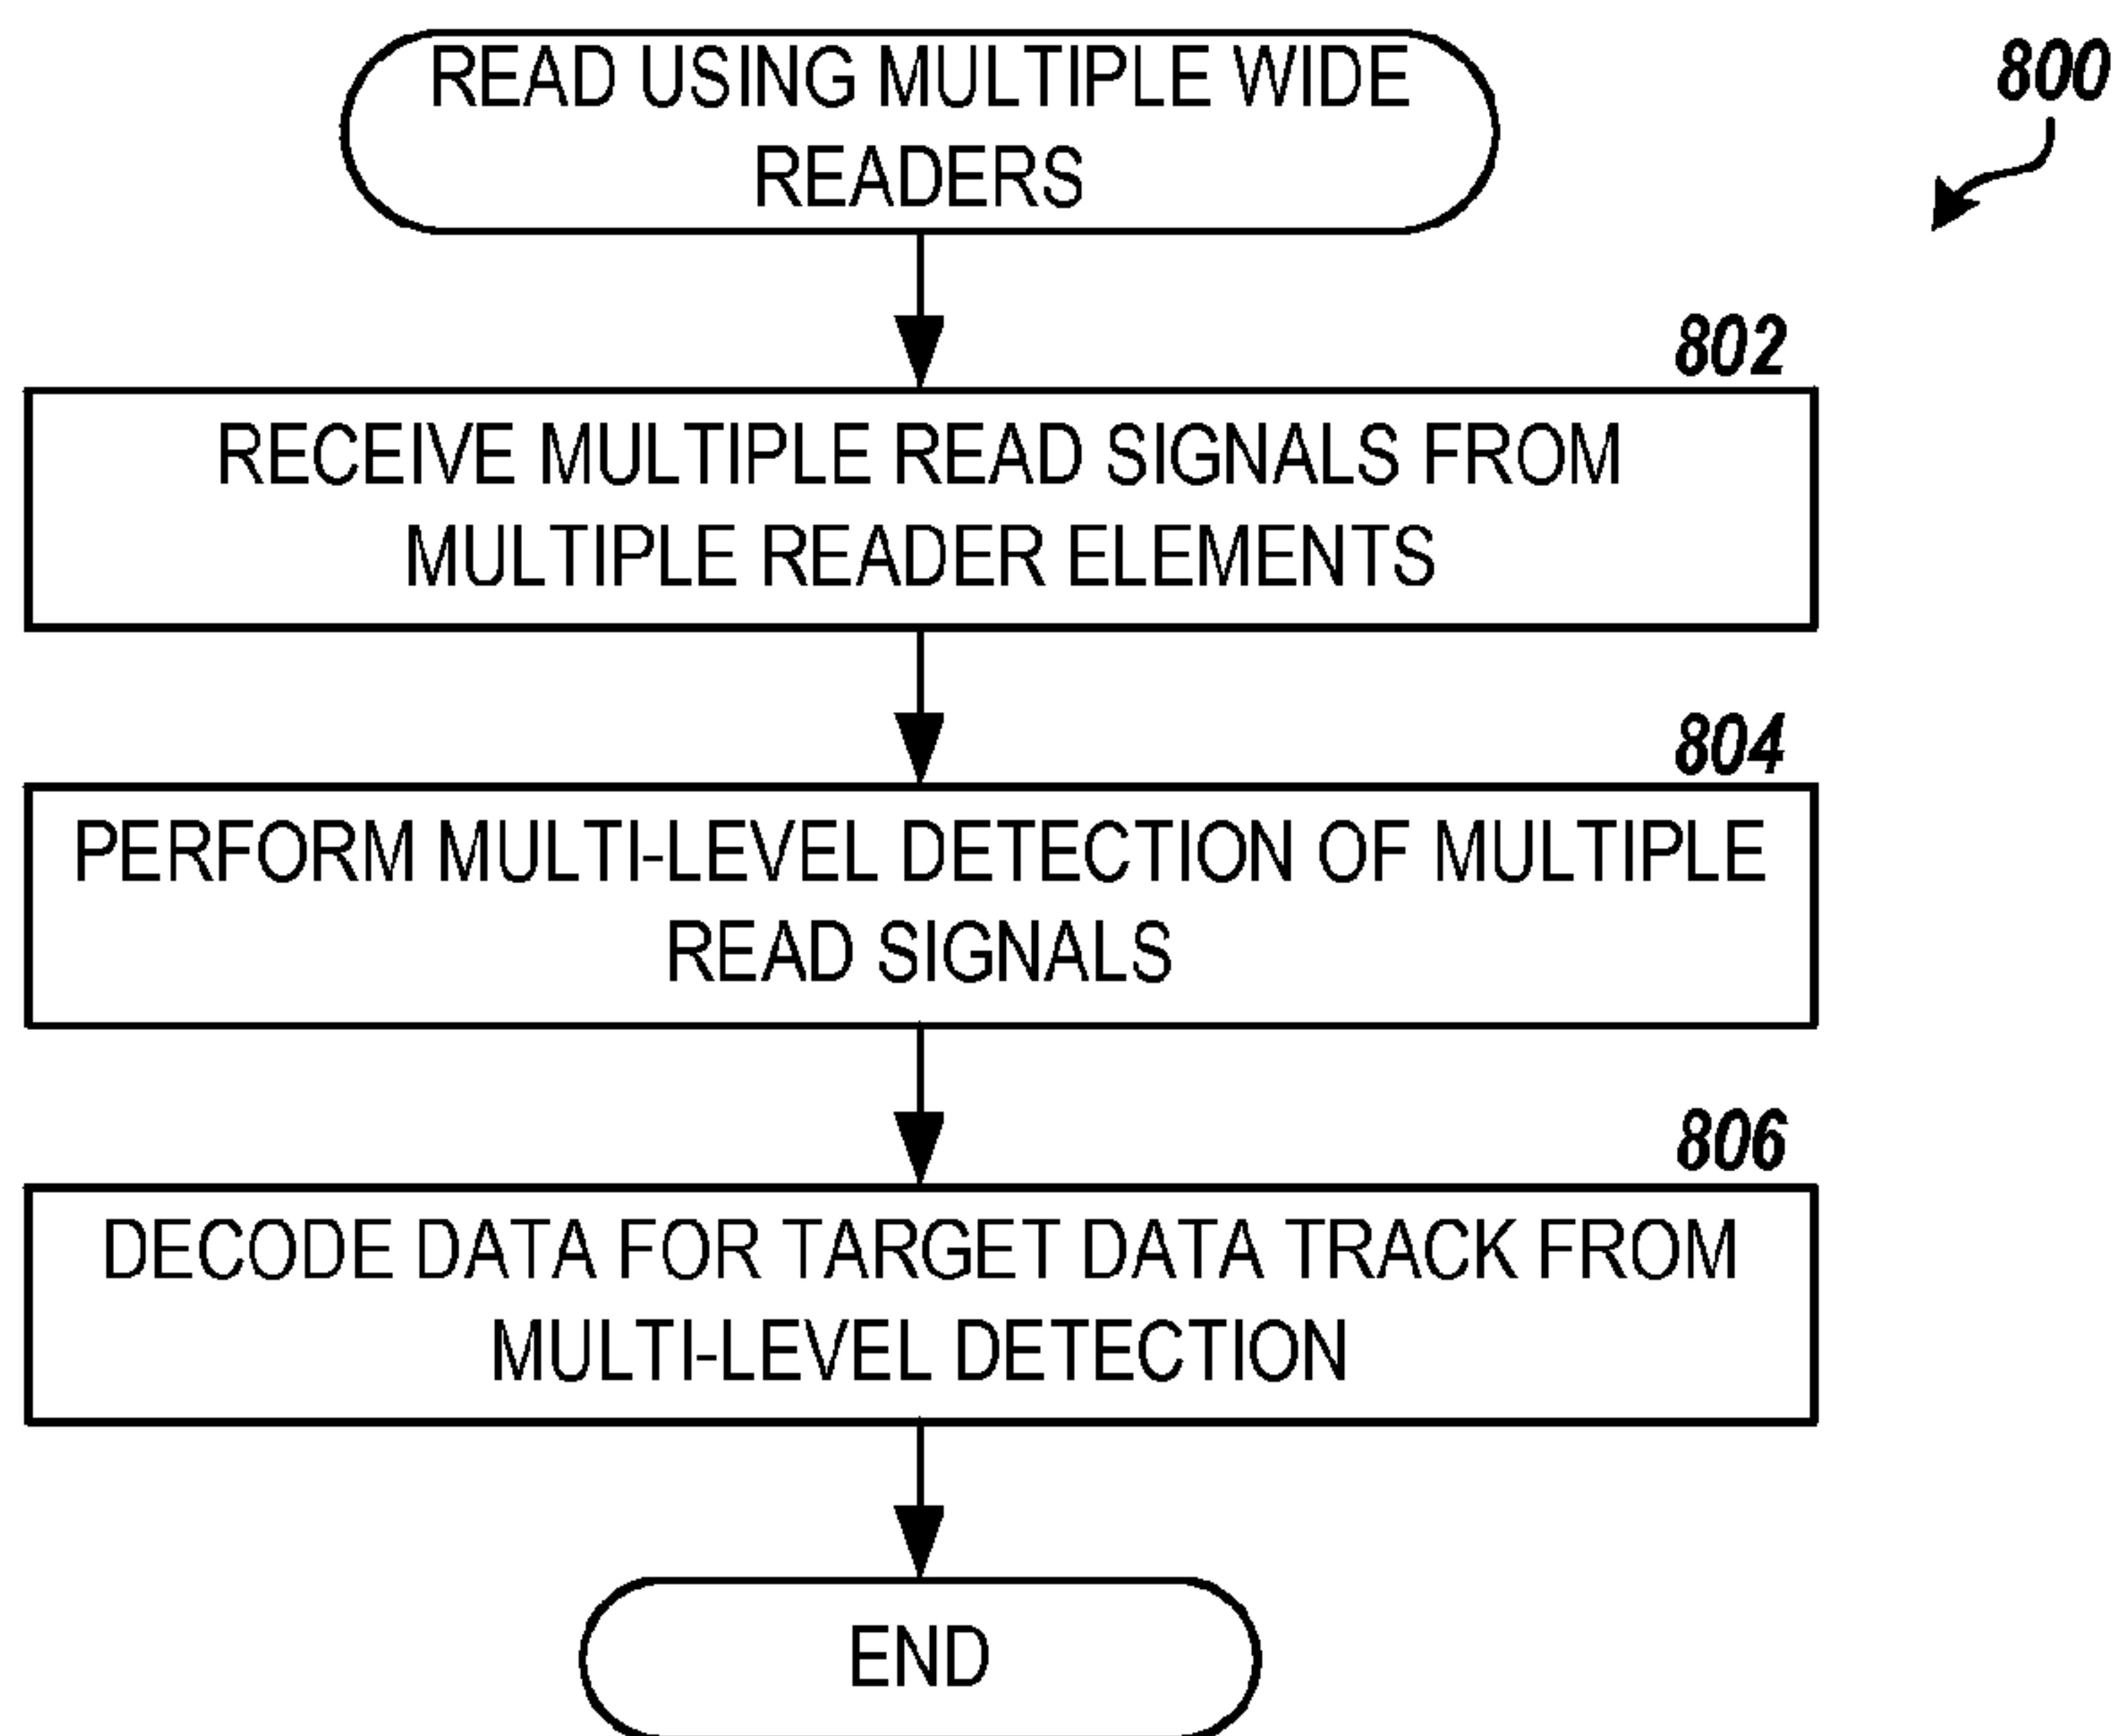 READ USING MULTIPLE WIDE
READERS
800
802
RECEIVE MULTIPLE READ SIGNALS FROM
MULTIPLE READER ELEMENTS
804
PERFORM MULTI-LEVEL DETECTION OF MULTIPLE
READ SIGNALS
806
DECODE DATA FOR TARGET DATA TRACK FROM
MULTI-LEVEL DETECTION
END